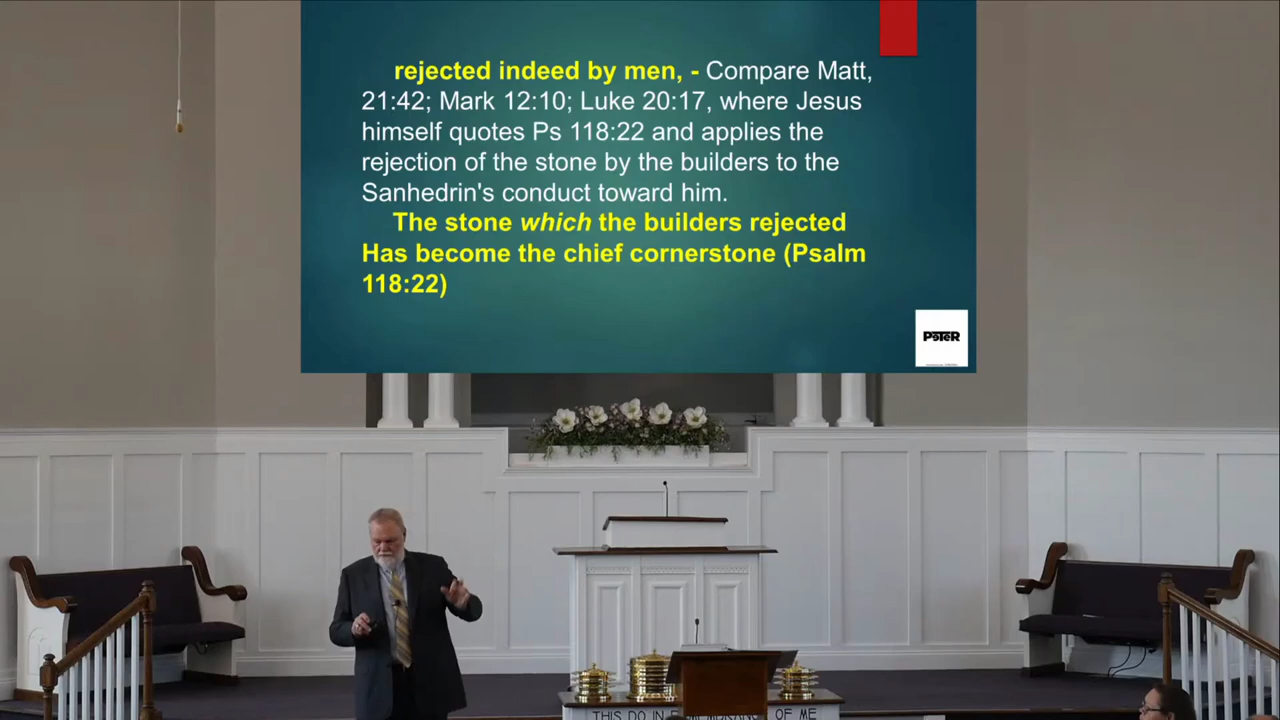 rejected indeed by men, - Compare Matt,
21:42; Mark 12:10; Luke 20:17, where Jesus
himself quotes Ps 118:22 and applies the
rejection of the stone by the builders to the
Sanhedrin's conduct toward him.
The stone which the builders rejected
Has become the chief cornerstone (Psalm
118:22)
PeTeR
THIS DO IN OF ME